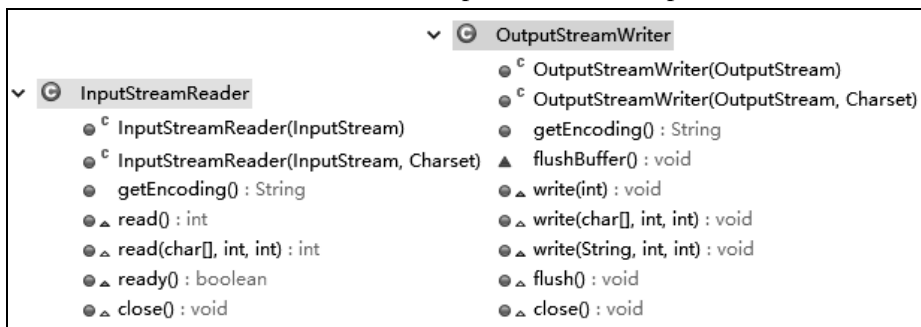 OutputStreamWriter
C OutputStreamWriter(OutputStream)
C OutputStreamWriter(OutputStream, Charset)
getEncoding() : String
flushBuffer() : void
write(int) : void
write(char[], int, int) : void
write(String, int, int) : void
flush() : void
close() : void
InputStreamReader
C InputStreamReader(InputStream)
C InputStreamReader(InputStream, Charset)
getEncoding() : String
read() : int
read(char[], int, int) : int
ready() : boolean
close() : void